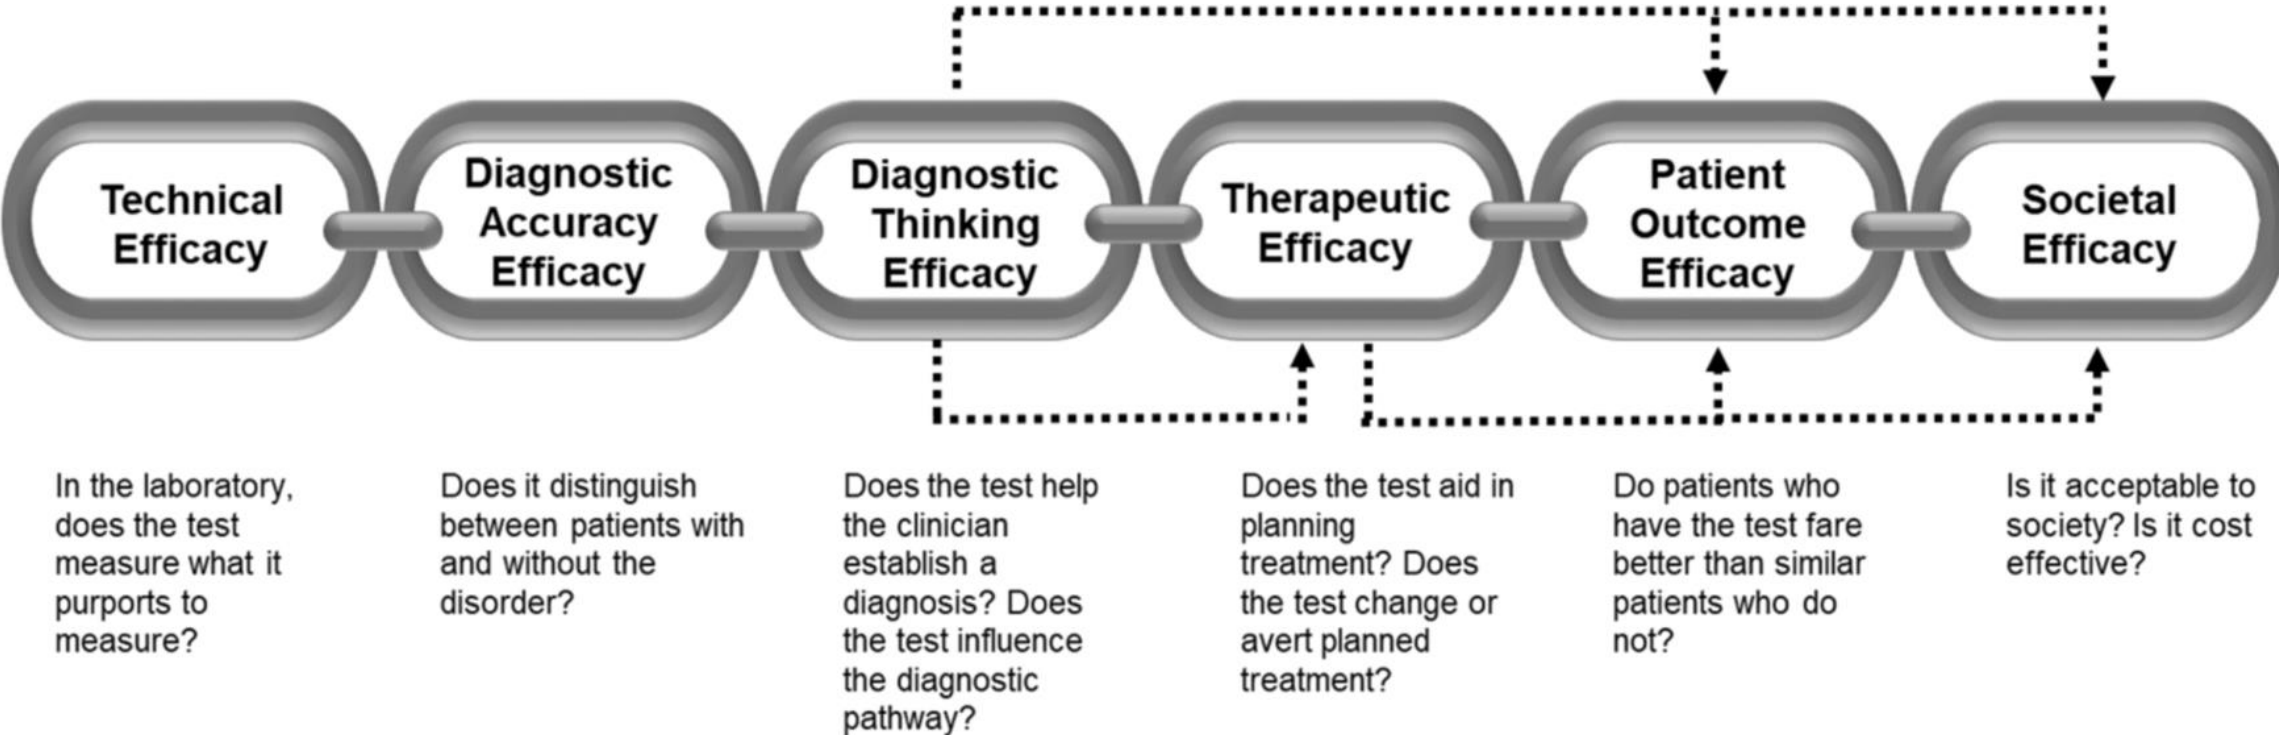 Technical
Efficacy
Diagnostic
Accuracy
Efficacy
Diagnostic
Thinking
Efficacy
Therapeutic
Efficacy
Patient
Outcome
Efficacy
Societal
Efficacy
In the laboratory,
does the test
measure what it
purports to
measure?
Does it distinguish
between patients with
and without the
disorder?
Does the test help
the clinician
establish a
diagnosis? Does
the test influence
the diagnostic
pathway?
Does the test aid in
planning
treatment? Does
the test change or
avert planned
treatment?
Do patients who
have the test fare
better than similar
patients who do
not?
Is it acceptable to
society? Is it cost
effective?